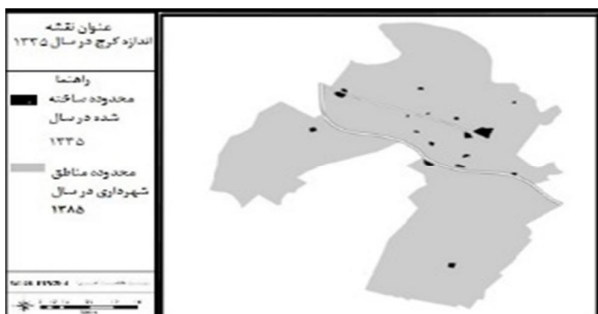 عنوان نقشه
اندازه کرج در سال ۱۳۳۵
راهنما
محدوده ساخته
شده در سال
۱۳۳۵
محدوده مناطق
شهرداری در سال
۱۳۸۵